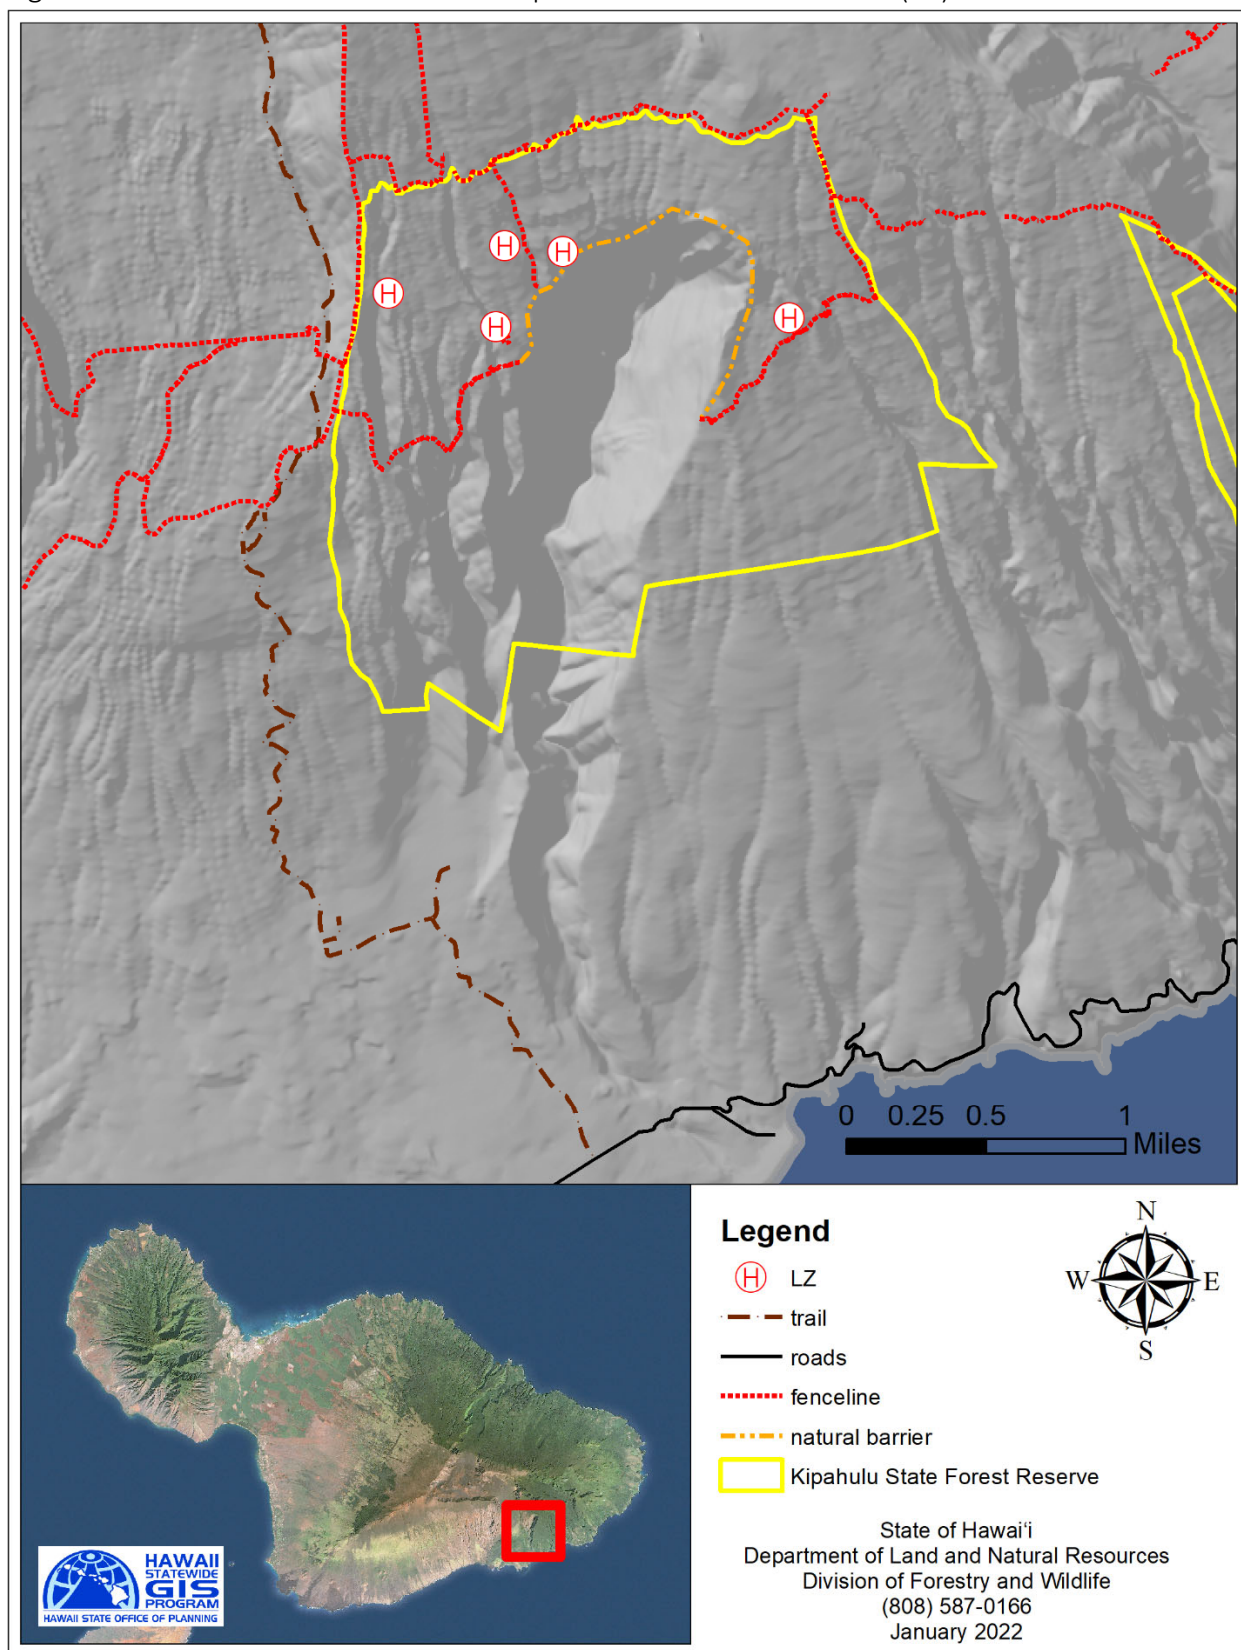 H
H
H
H
H
0 0.25 0.5 1
Miles
Legend
H LZ
trail
roads
fenceline
natural barrier
Kipahulu State Forest Reserve
N
W E
S
State of Hawai‘i
Department of Land and Natural Resources
Division of Forestry and Wildlife
(808) 587-0166
January 2022
HAWAII
STATEWIDE
GIS
PROGRAM
HAWAII STATE OFFICE OF PLANNING